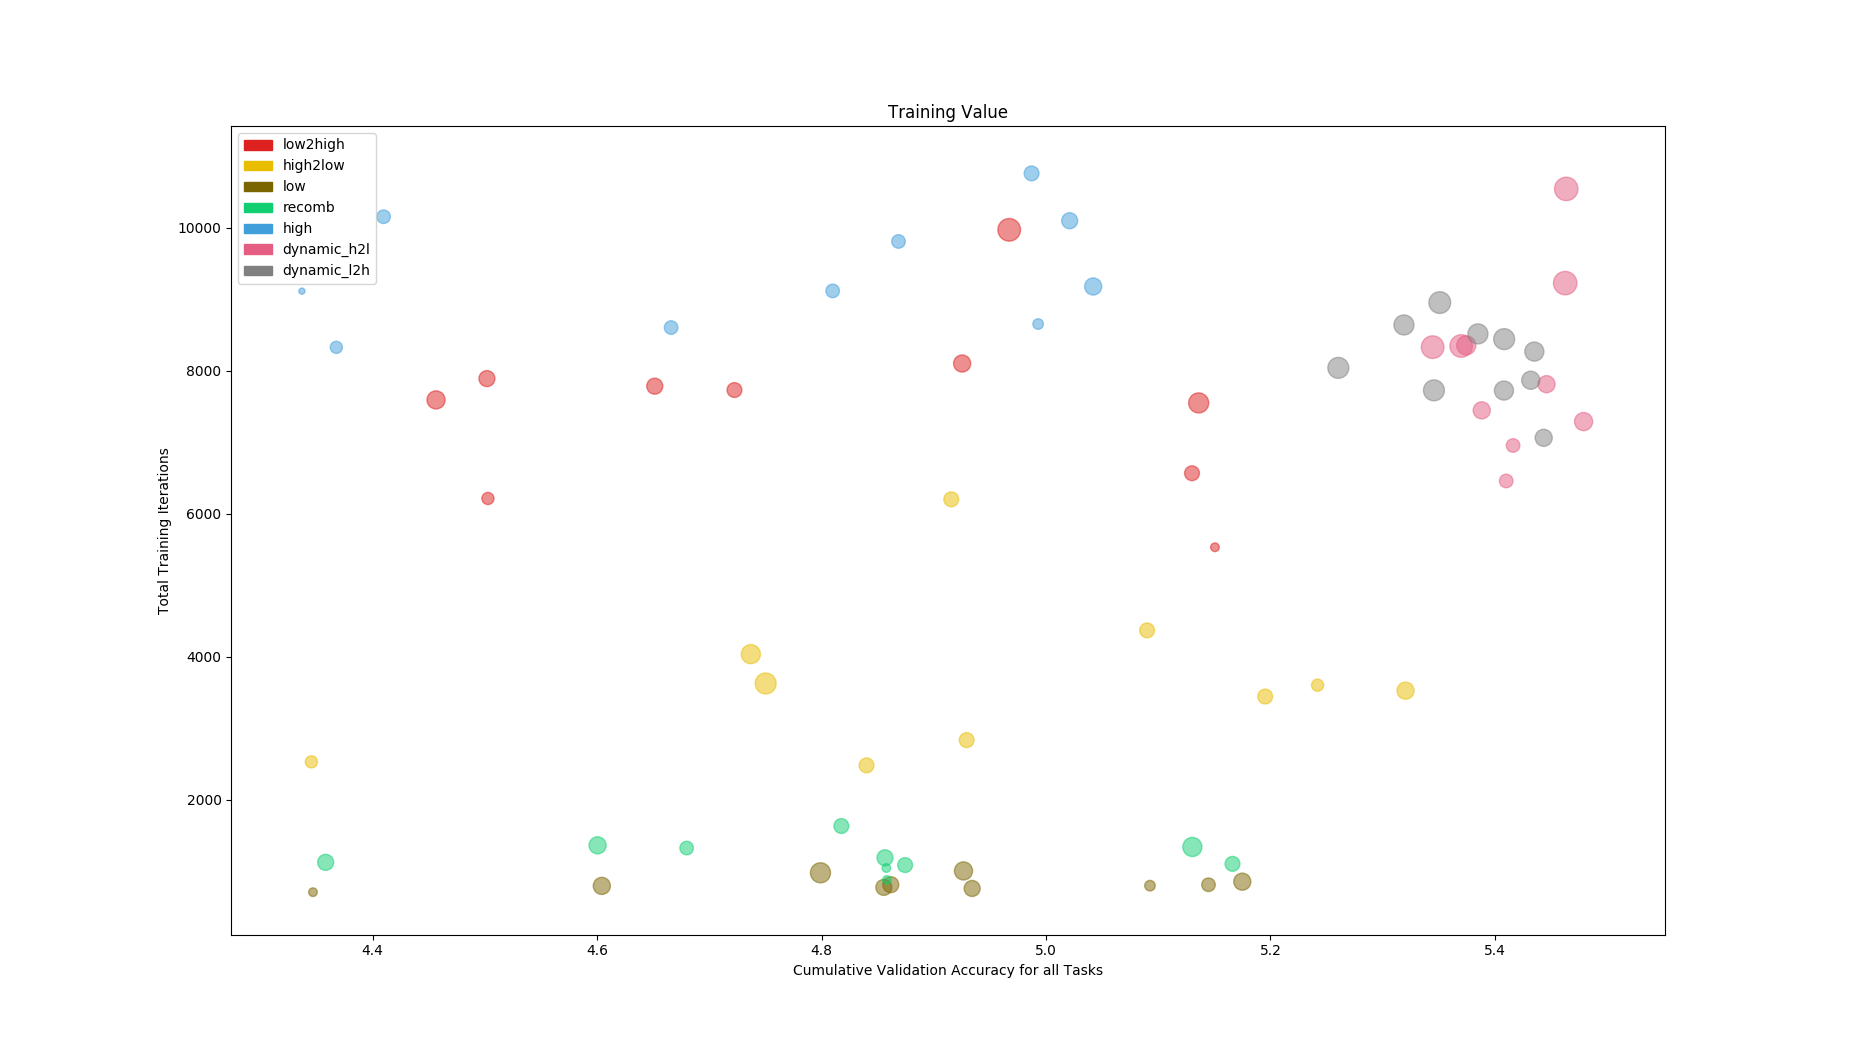 Training Value
low2high
high2low
low
recomb
high
dynamic_h2l
dynamic_l2h
10000
8000
6000
4000
2000
Total Training Iterations
4.4 4.6 4.8 5.0 5.2 5.4
Cumulative Validation Accuracy for all Tasks